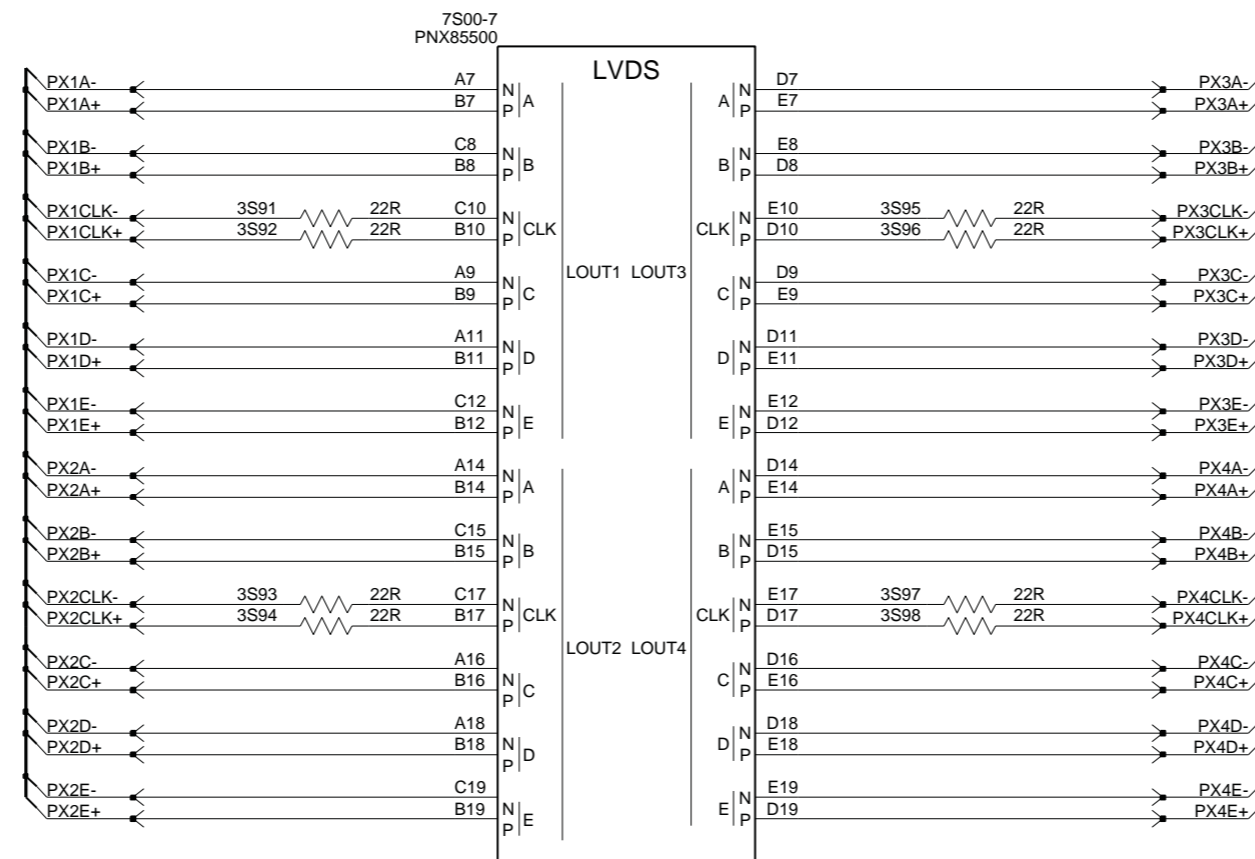 7S00-7
PNX85500
LVDS
PX1A- A7 N A A N D7 PX3A-
PX1A+ B7 P P E7 PX3A+
PX1B- C8 N B B N E8 PX3B-
PX1B+ B8 P P D8 PX3B+
PX1CLK- 3S91 22R C10 N CLK CLK N E10 3S95 22R PX3CLK-
PX1CLK+ 3S92 22R B10 P P D10 3S96 22R PX3CLK+
LOUT1 LOUT3
PX1C- A9 N C C N D9 PX3C-
PX1C+ B9 P P E9 PX3C+
PX1D- A11 N D D N D11 PX3D-
PX1D+ B11 P P E11 PX3D+
PX1E- C12 N E E N E12 PX3E-
PX1E+ B12 P P D12 PX3E+
PX2A- A14 N A A N D14 PX4A-
PX2A+ B14 P P E14 PX4A+
PX2B- C15 N B B N E15 PX4B-
PX2B+ B15 P P D15 PX4B+
PX2CLK- 3S93 22R C17 N CLK CLK N E17 3S97 22R PX4CLK-
PX2CLK+ 3S94 22R B17 P P D17 3S98 22R PX4CLK+
LOUT2 LOUT4
PX2C- A16 N C C N D16 PX4C-
PX2C+ B16 P P E16 PX4C+
PX2D- A18 N D D N D18 PX4D-
PX2D+ B18 P P E18 PX4D+
PX2E- C19 N E E N E19 PX4E-
PX2E+ B19 P P D19 PX4E+